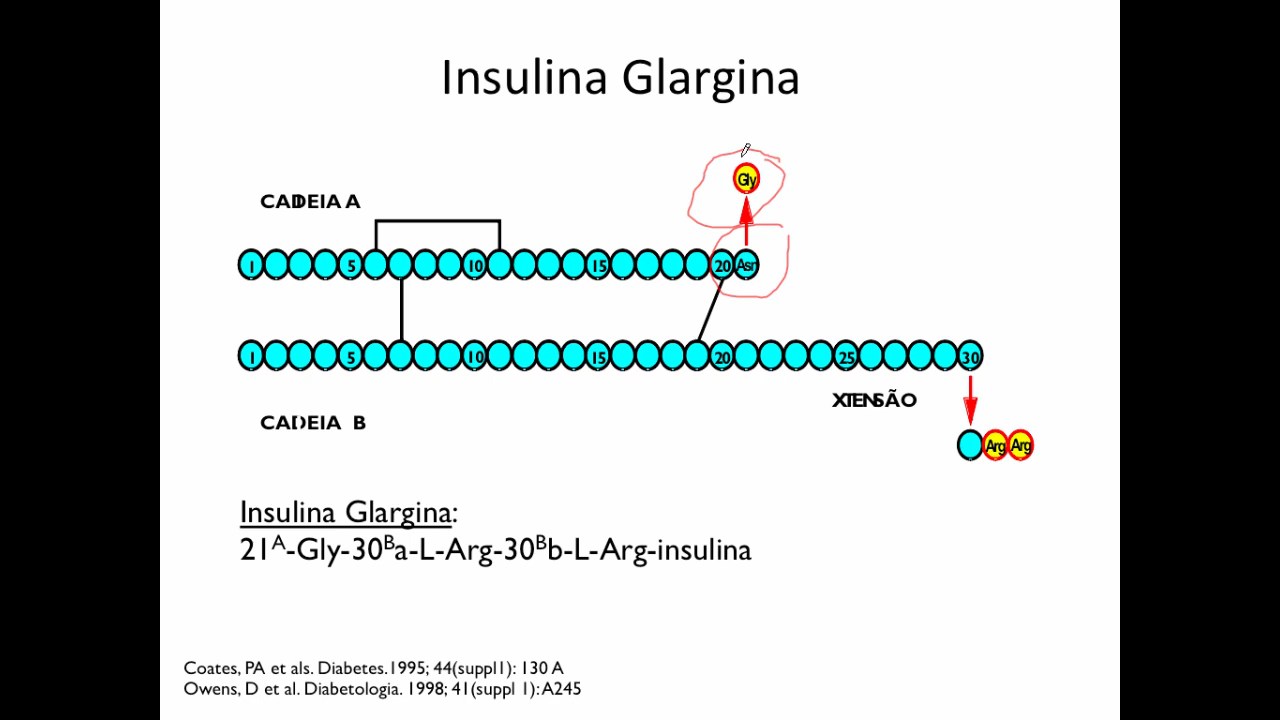 Insulina Glargina
Gly
CADEIA A
1 5 10 15 20 Asn
1 5 10 15 20 25 30
XTENSÃO
CADEIA B
Arg Arg
Insulina Glargina:
21ᴬ-Gly-30ᴮa-L-Arg-30ᴮb-L-Arg-insulina
Coates, PA et als. Diabetes.1995; 44(suppl1): 130 A
Owens, D et al. Diabetologia. 1998; 41(suppl 1): A245